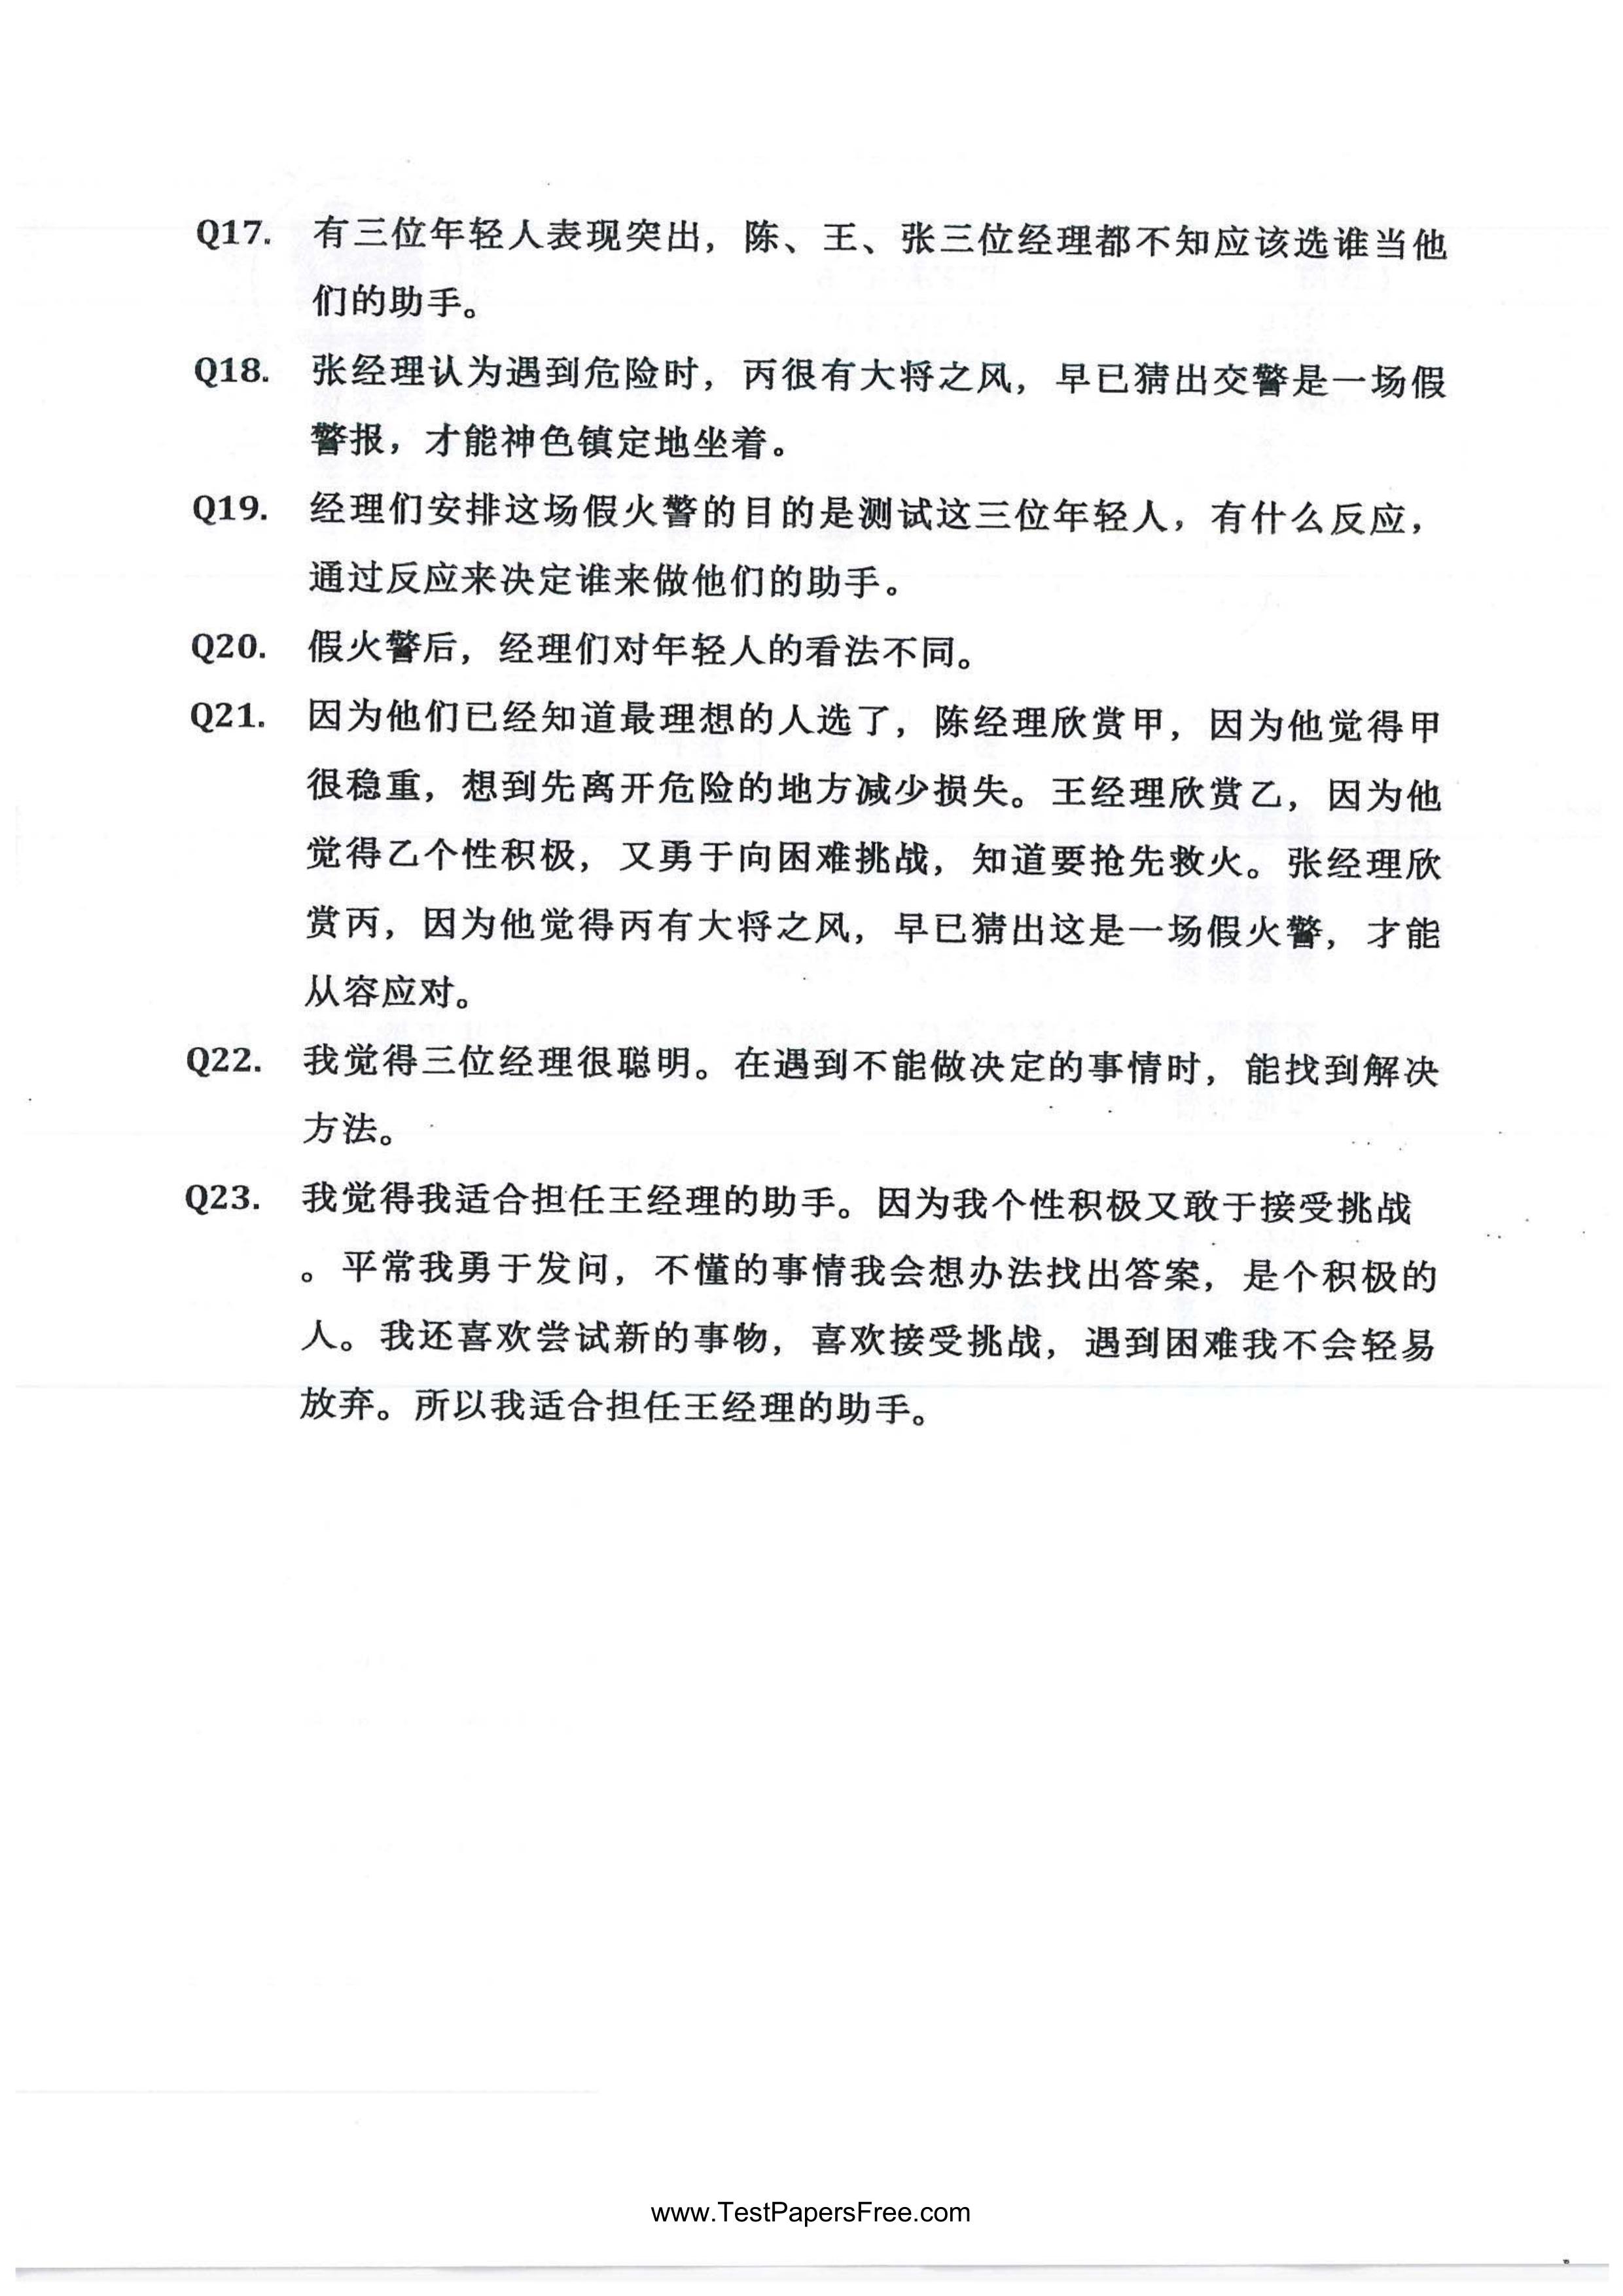 Q17. 有三位年轻人表现突出，陈、王、张三位经理都不知应该选谁当他
们的助手。
Q18. 张经理认为遇到危险时，丙很有大将之风，早已猜出交警是一场假
警报，才能神色镇定地坐着。
Q19. 经理们安排这场假火警的目的是测试这三位年轻人，有什么反应，
通过反应来决定谁来做他们的助手。
Q20. 假火警后，经理们对年轻人的看法不同。
Q21. 因为他们已经知道最理想的人选了，陈经理欣赏甲，因为他觉得甲
很稳重，想到先离开危险的地方减少损失。王经理欣赏乙，因为他
觉得乙个性积极，又勇于向困难挑战，知道要抢先救火。张经理欣
赏丙，因为他觉得丙有大将之风，早已猜出这是一场假火警，才能
从容应对。
Q22. 我觉得三位经理很聪明。在遇到不能做决定的事情时，能找到解决
方法。
Q23. 我觉得我适合担任王经理的助手。因为我个性积极又敢于接受挑战
。平常我勇于发问，不懂的事情我会想办法找出答案，是个积极的
人。我还喜欢尝试新的事物，喜欢接受挑战，遇到困难我不会轻易
放弃。所以我适合担任王经理的助手。
www.TestPapersFree.com